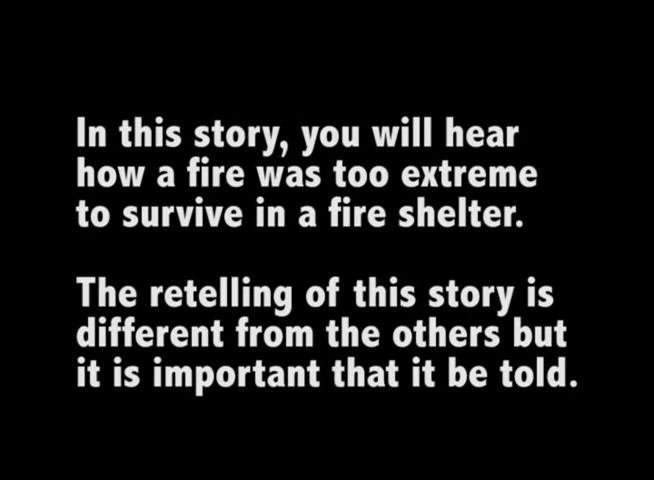 In this story, you will hear
how a fire was too extreme
to survive in a fire shelter.
The retelling of this story is
different from the others but
it is important that it be told.